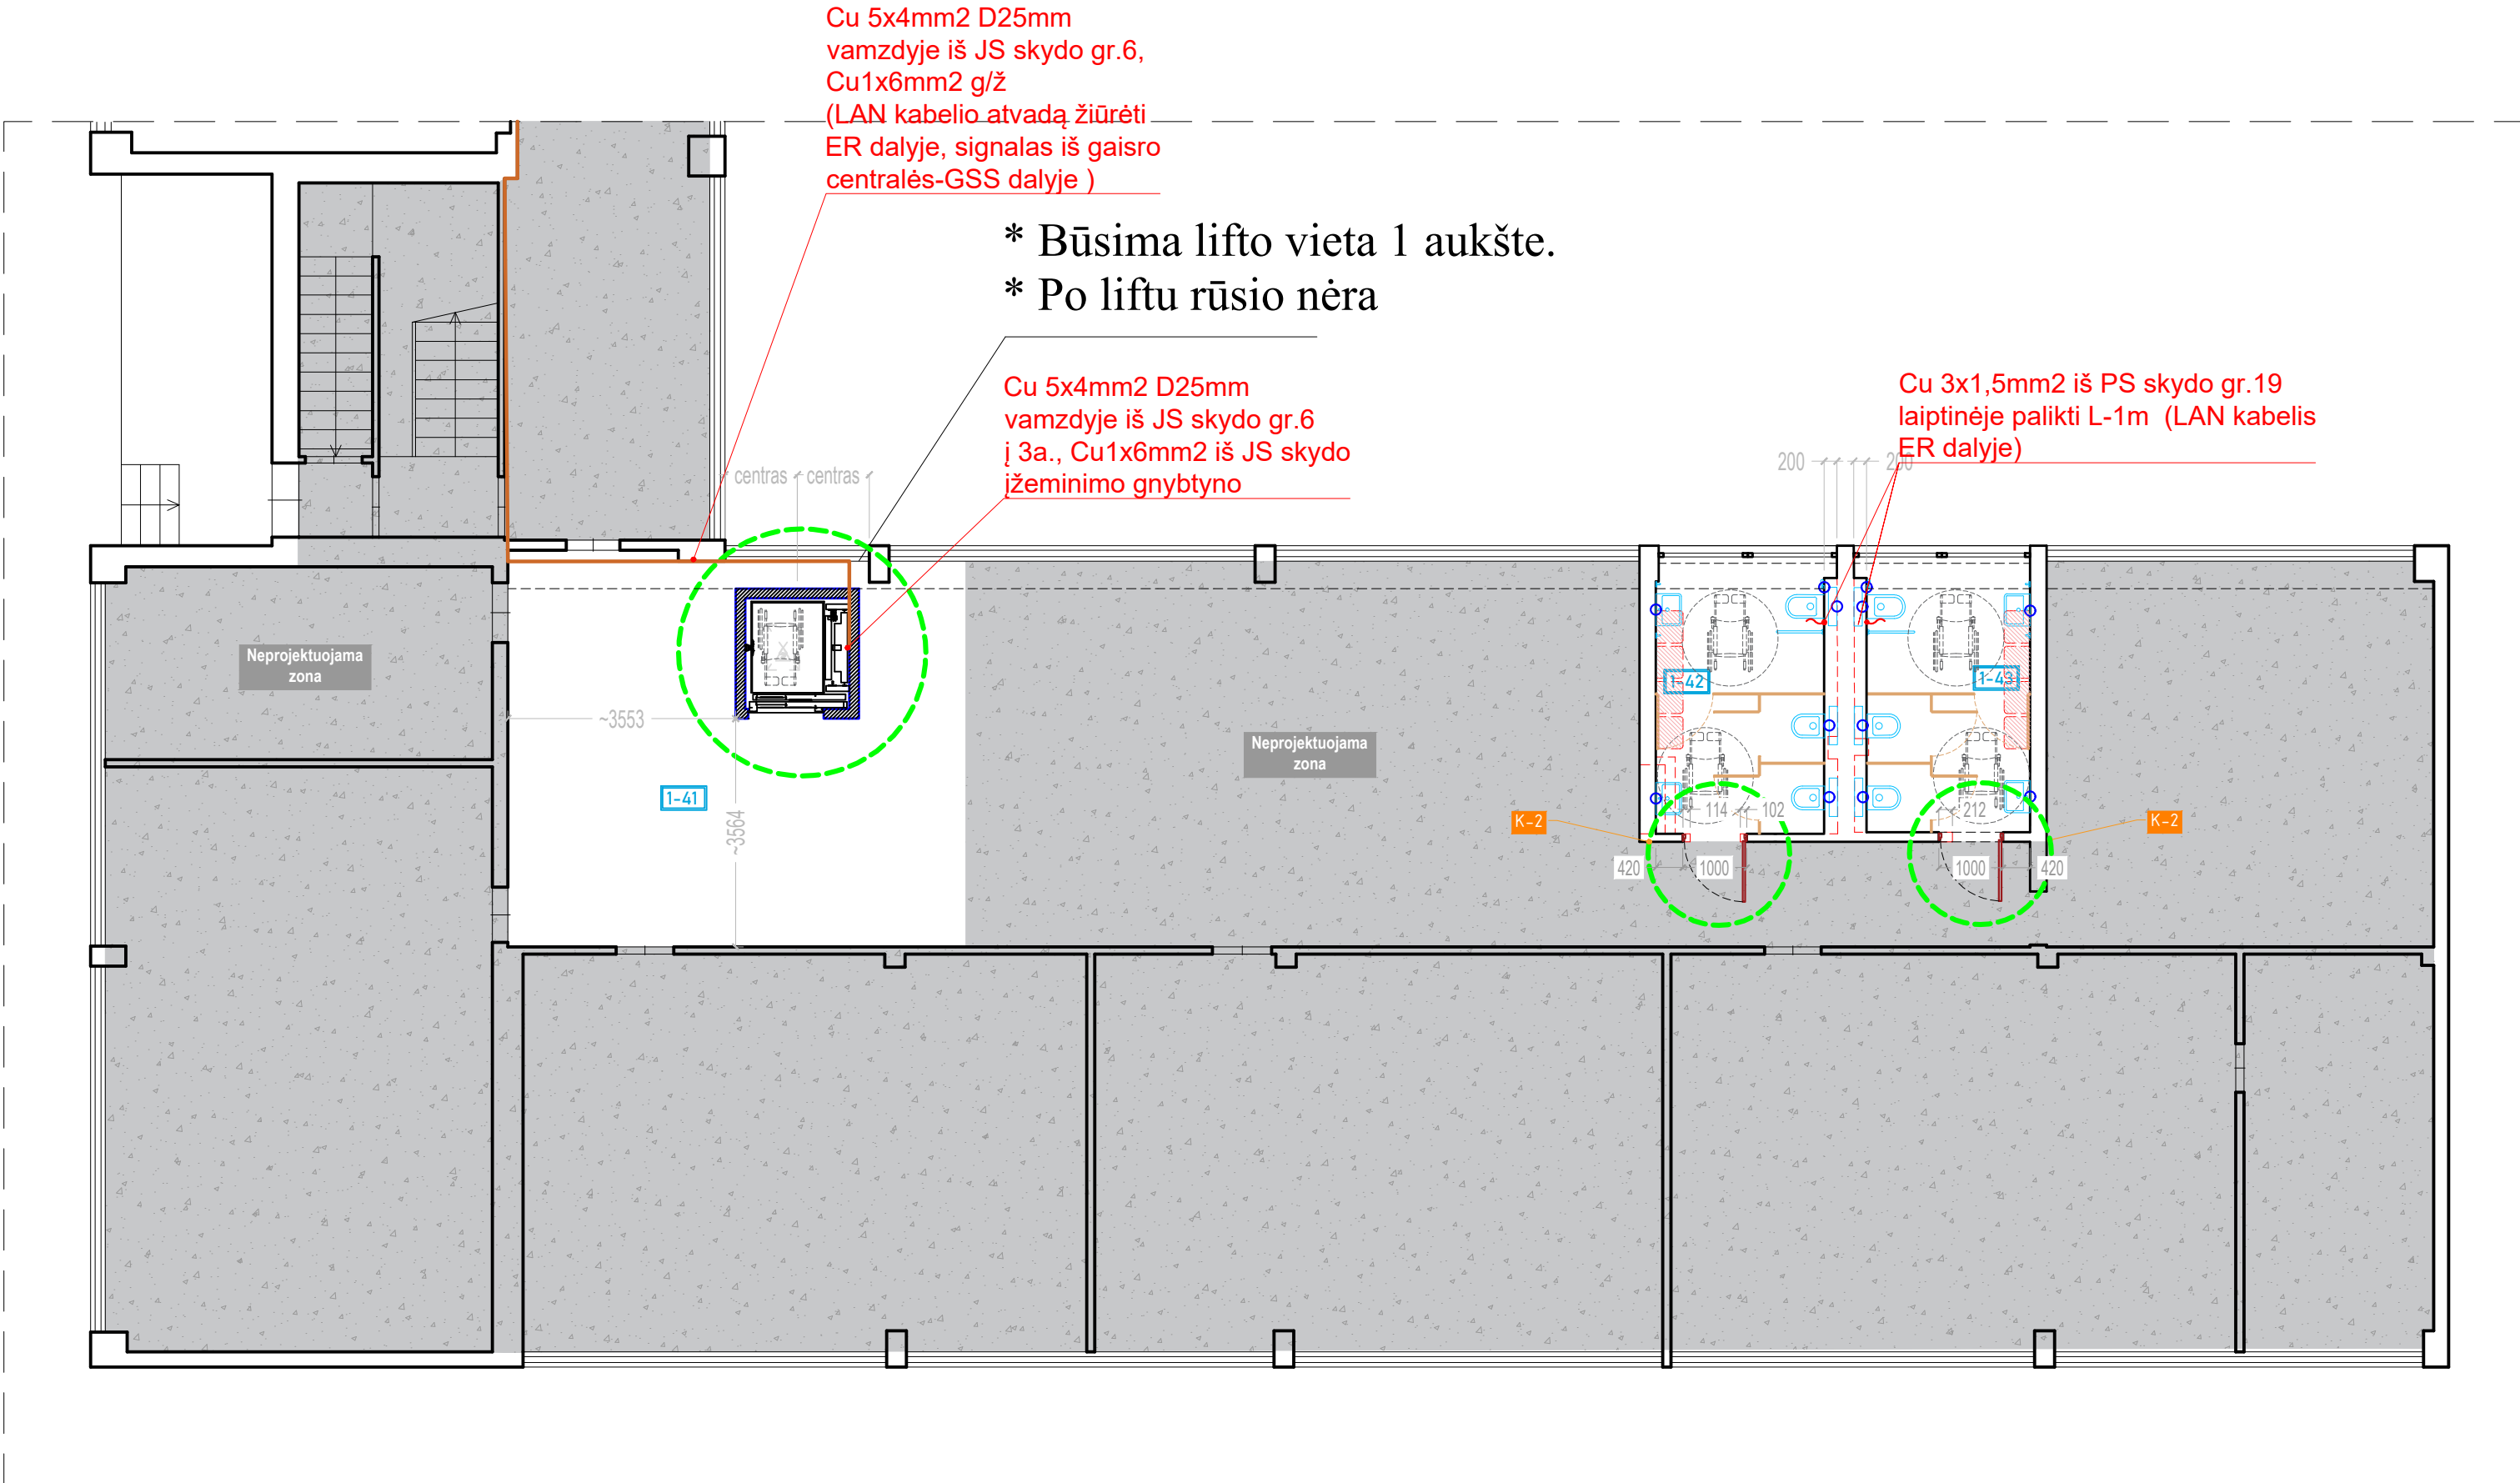 Cu 5x4mm2 D25mm
vamzdyje iš JS skydo gr.6,
Cu1x6mm2 g/ž
(LAN kabelio atvadą žiūrėti
ER dalyje, signalas iš gaisro
centralės-GSS dalyje )
* Būsima lifto vieta 1 aukšte.
* Po liftu rūsio nėra
Cu 5x4mm2 D25mm
vamzdyje iš JS skydo gr.6
į 3a., Cu1x6mm2 iš JS skydo
įžeminimo gnybtyno
Cu 3x1,5mm2 iš PS skydo gr.19
laiptinėje palikti L-1m (LAN kabelis
ER dalyje)
200
200
centras
centras
Neprojektuojama
zona
~3553
~3564
1-41
Neprojektuojama
zona
1-42
1-43
K-2
114
102
212
K-2
420
1000
1000
420